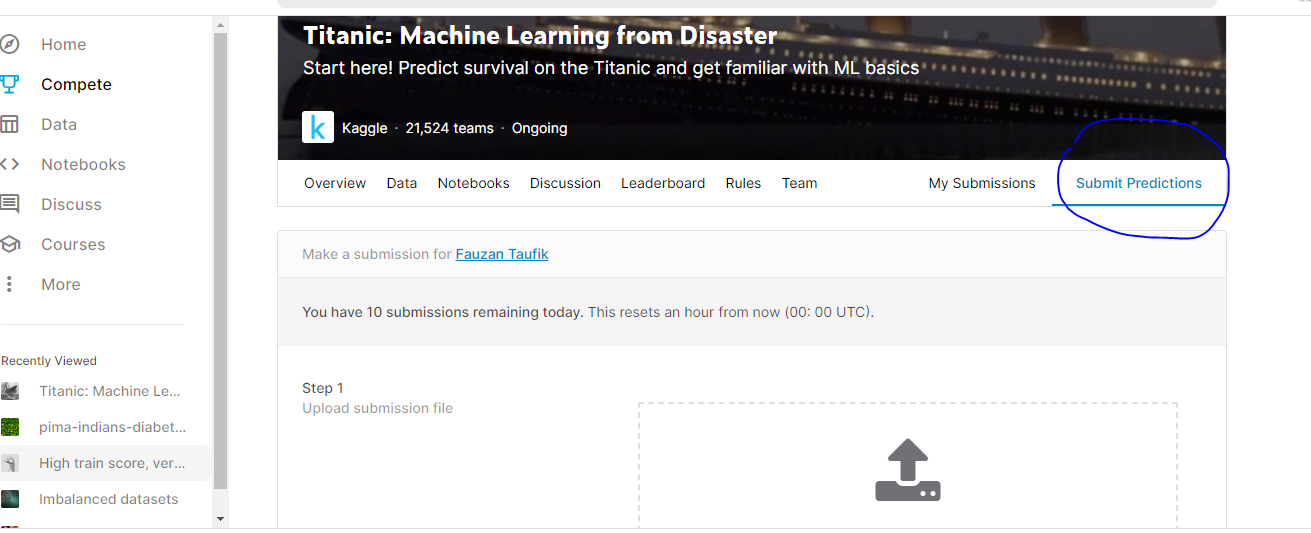 Home
Compete
Data
Notebooks
Discuss
Courses
More
Recently Viewed
Titanic: Machine Le...
pima-indians-diabet...
High train score, ver...
Imbalanced datasets
Titanic: Machine Learning from Disaster
Start here! Predict survival on the Titanic and get familiar with ML basics
k Kaggle · 21,524 teams · Ongoing
Overview Data Notebooks Discussion Leaderboard Rules Team My Submissions Submit Predictions
Make a submission for Fauzan Taufik
You have 10 submissions remaining today. This resets an hour from now (00: 00 UTC).
Step 1
Upload submission file